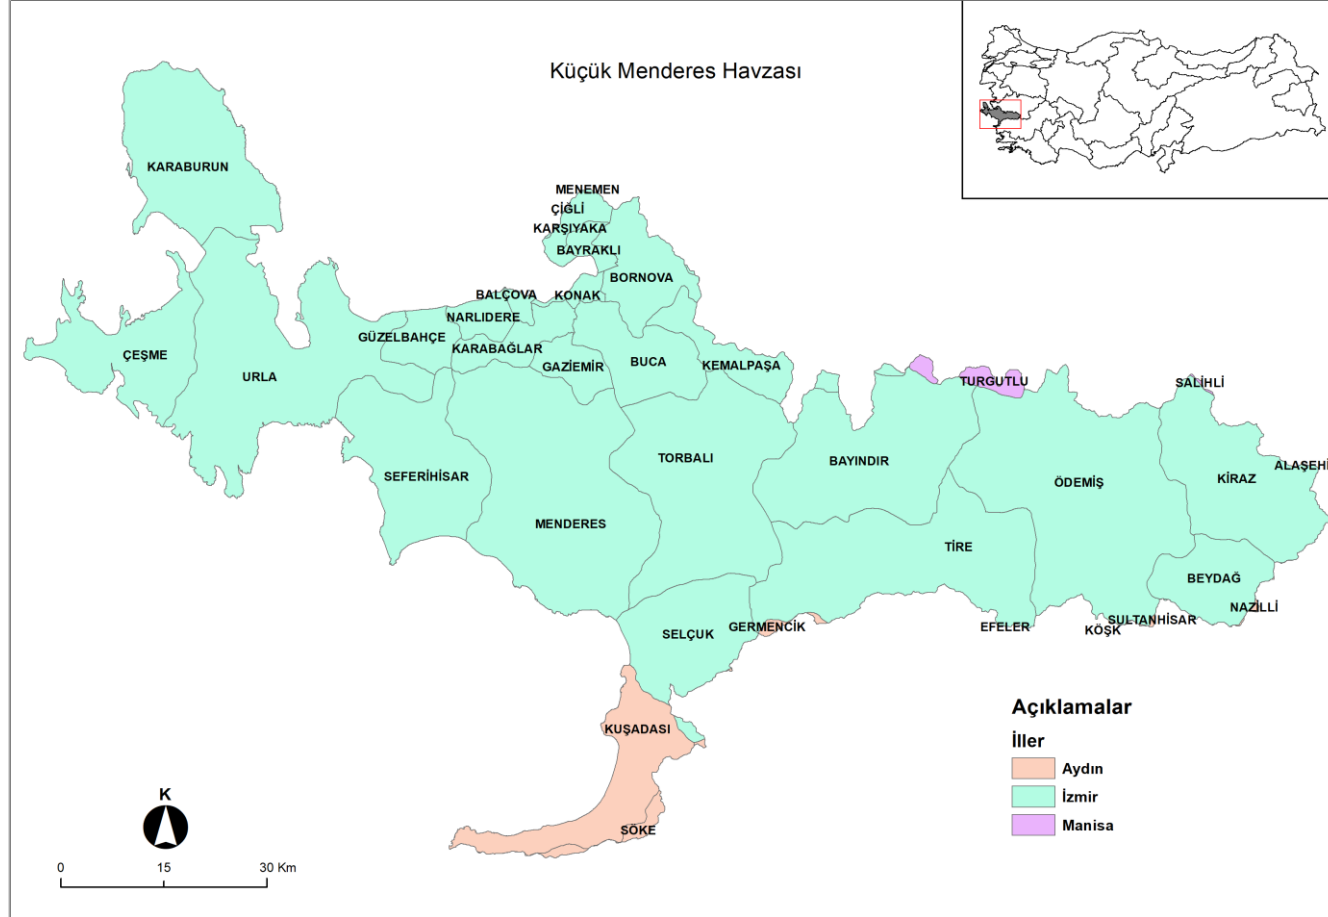 Küçük Menderes Havzası
KARABURUN
MENEMEN
ÇİĞLİ
KARŞIYAKA
BAYRAKLI
BORNOVA
BALÇOVA
KONAK
NARLIDERE
GÜZELBAHÇE
KARABAĞLAR
ÇEŞME
URLA
GAZİEMİR
BUCA
KEMALPAŞA
TURGUTLU
SALİHLİ
SEFERİHİSAR
TORBALI
BAYINDIR
ÖDEMİŞ
KİRAZ
ALAŞEHİ
MENDERES
TİRE
BEYDAĞ
NAZİLLİ
SELÇUK
GERMENCİK
EFELER
KÖŞK
SULTANHİSAR
KUŞADASI
SÖKE
Açıklamalar
İller
Aydın
İzmir
Manisa
K
0 15 30 Km